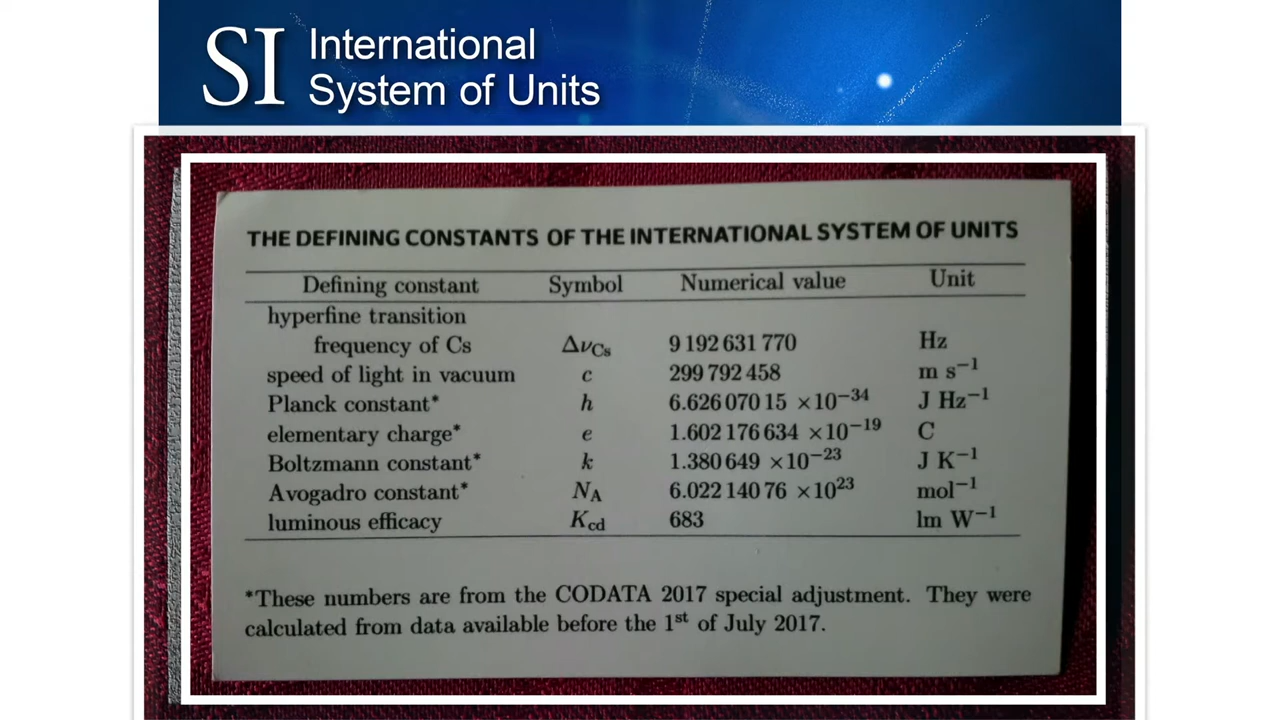 SI International
System of Units
THE DEFINING CONSTANTS OF THE INTERNATIONAL SYSTEM OF UNITS
Defining constant Symbol Numerical value Unit
hyperfine transition
frequency of Cs Δν_Cs 9 192 631 770 Hz
speed of light in vacuum c 299 792 458 m s⁻¹
Planck constant* h 6.626 070 15 ×10⁻³⁴ J Hz⁻¹
elementary charge* e 1.602 176 634 ×10⁻¹⁹ C
Boltzmann constant* k 1.380 649 ×10⁻²³ J K⁻¹
Avogadro constant* N_A 6.022 140 76 ×10²³ mol⁻¹
luminous efficacy K_cd 683 lm W⁻¹
*These numbers are from the CODATA 2017 special adjustment. They were
calculated from data available before the 1st of July 2017.